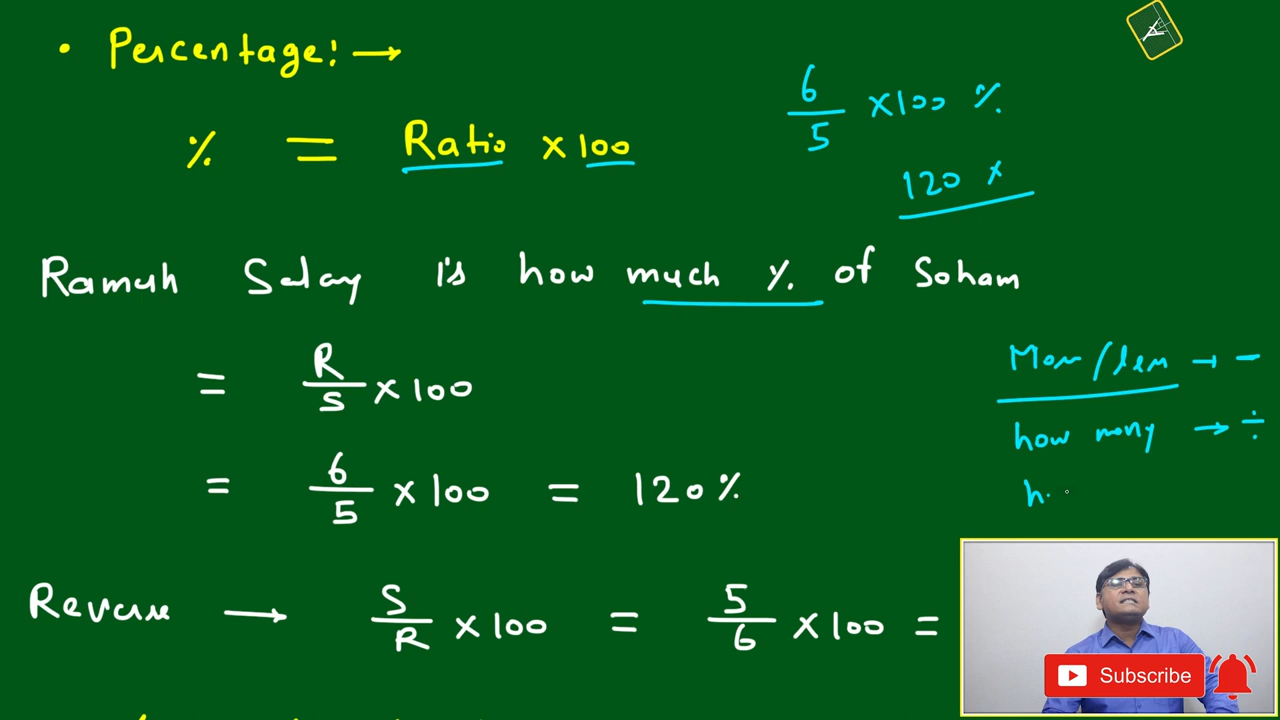 • Percentage: →
% = Ratio × 100
6/5 × 100 %
120 %
Ramesh Salary is how much % of Soham
= R/S × 100
= 6/5 × 100 = 120 %
More/less → −
how many → ÷
h
Reverse → S/R × 100 = 5/6 × 100 =
Subscribe